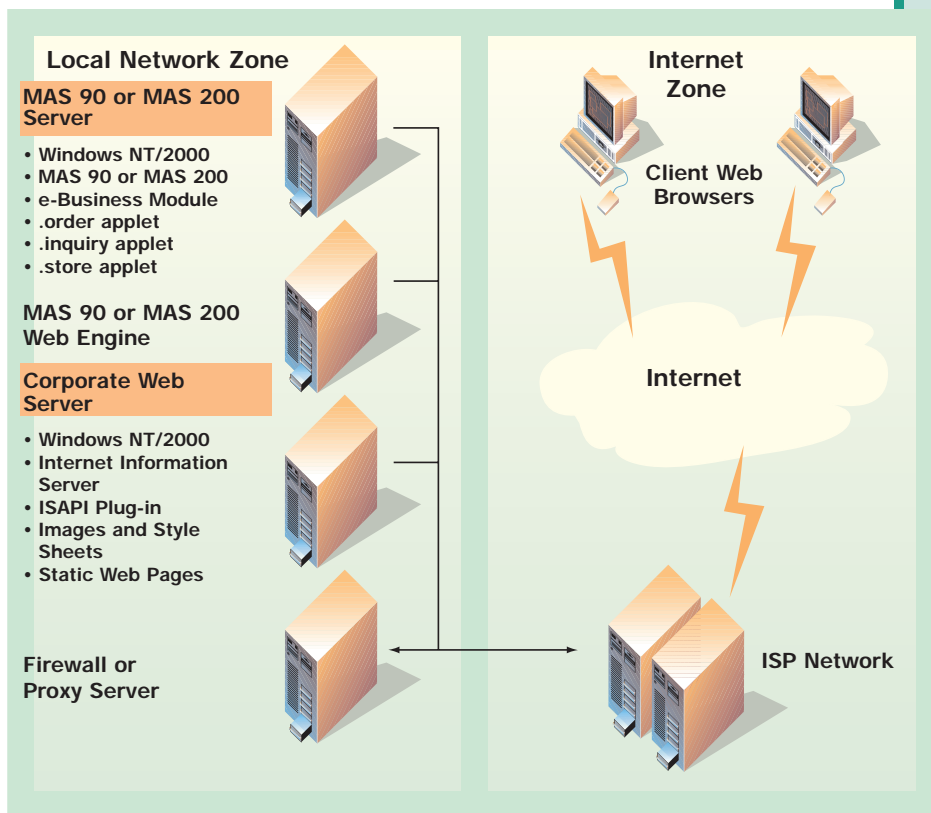 Local Network Zone
MAS 90 or MAS 200
Server
• Windows NT/2000
• MAS 90 or MAS 200
• e-Business Module
• .order applet
• .inquiry applet
• .store applet
MAS 90 or MAS 200
Web Engine
Corporate Web
Server
• Windows NT/2000
• Internet Information
Server
• ISAPI Plug-in
• Images and Style
Sheets
• Static Web Pages
Firewall or
Proxy Server
Internet
Zone
Client Web
Browsers
Internet
ISP Network